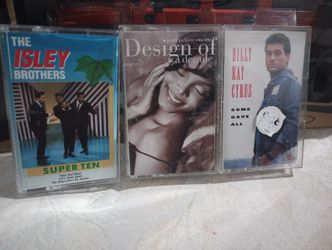 THE
ISLEY
BROTHERS
SUPER TEN
Design of
a decade
BILLY
RAY
CYRUS
SOME
GAVE
ALL